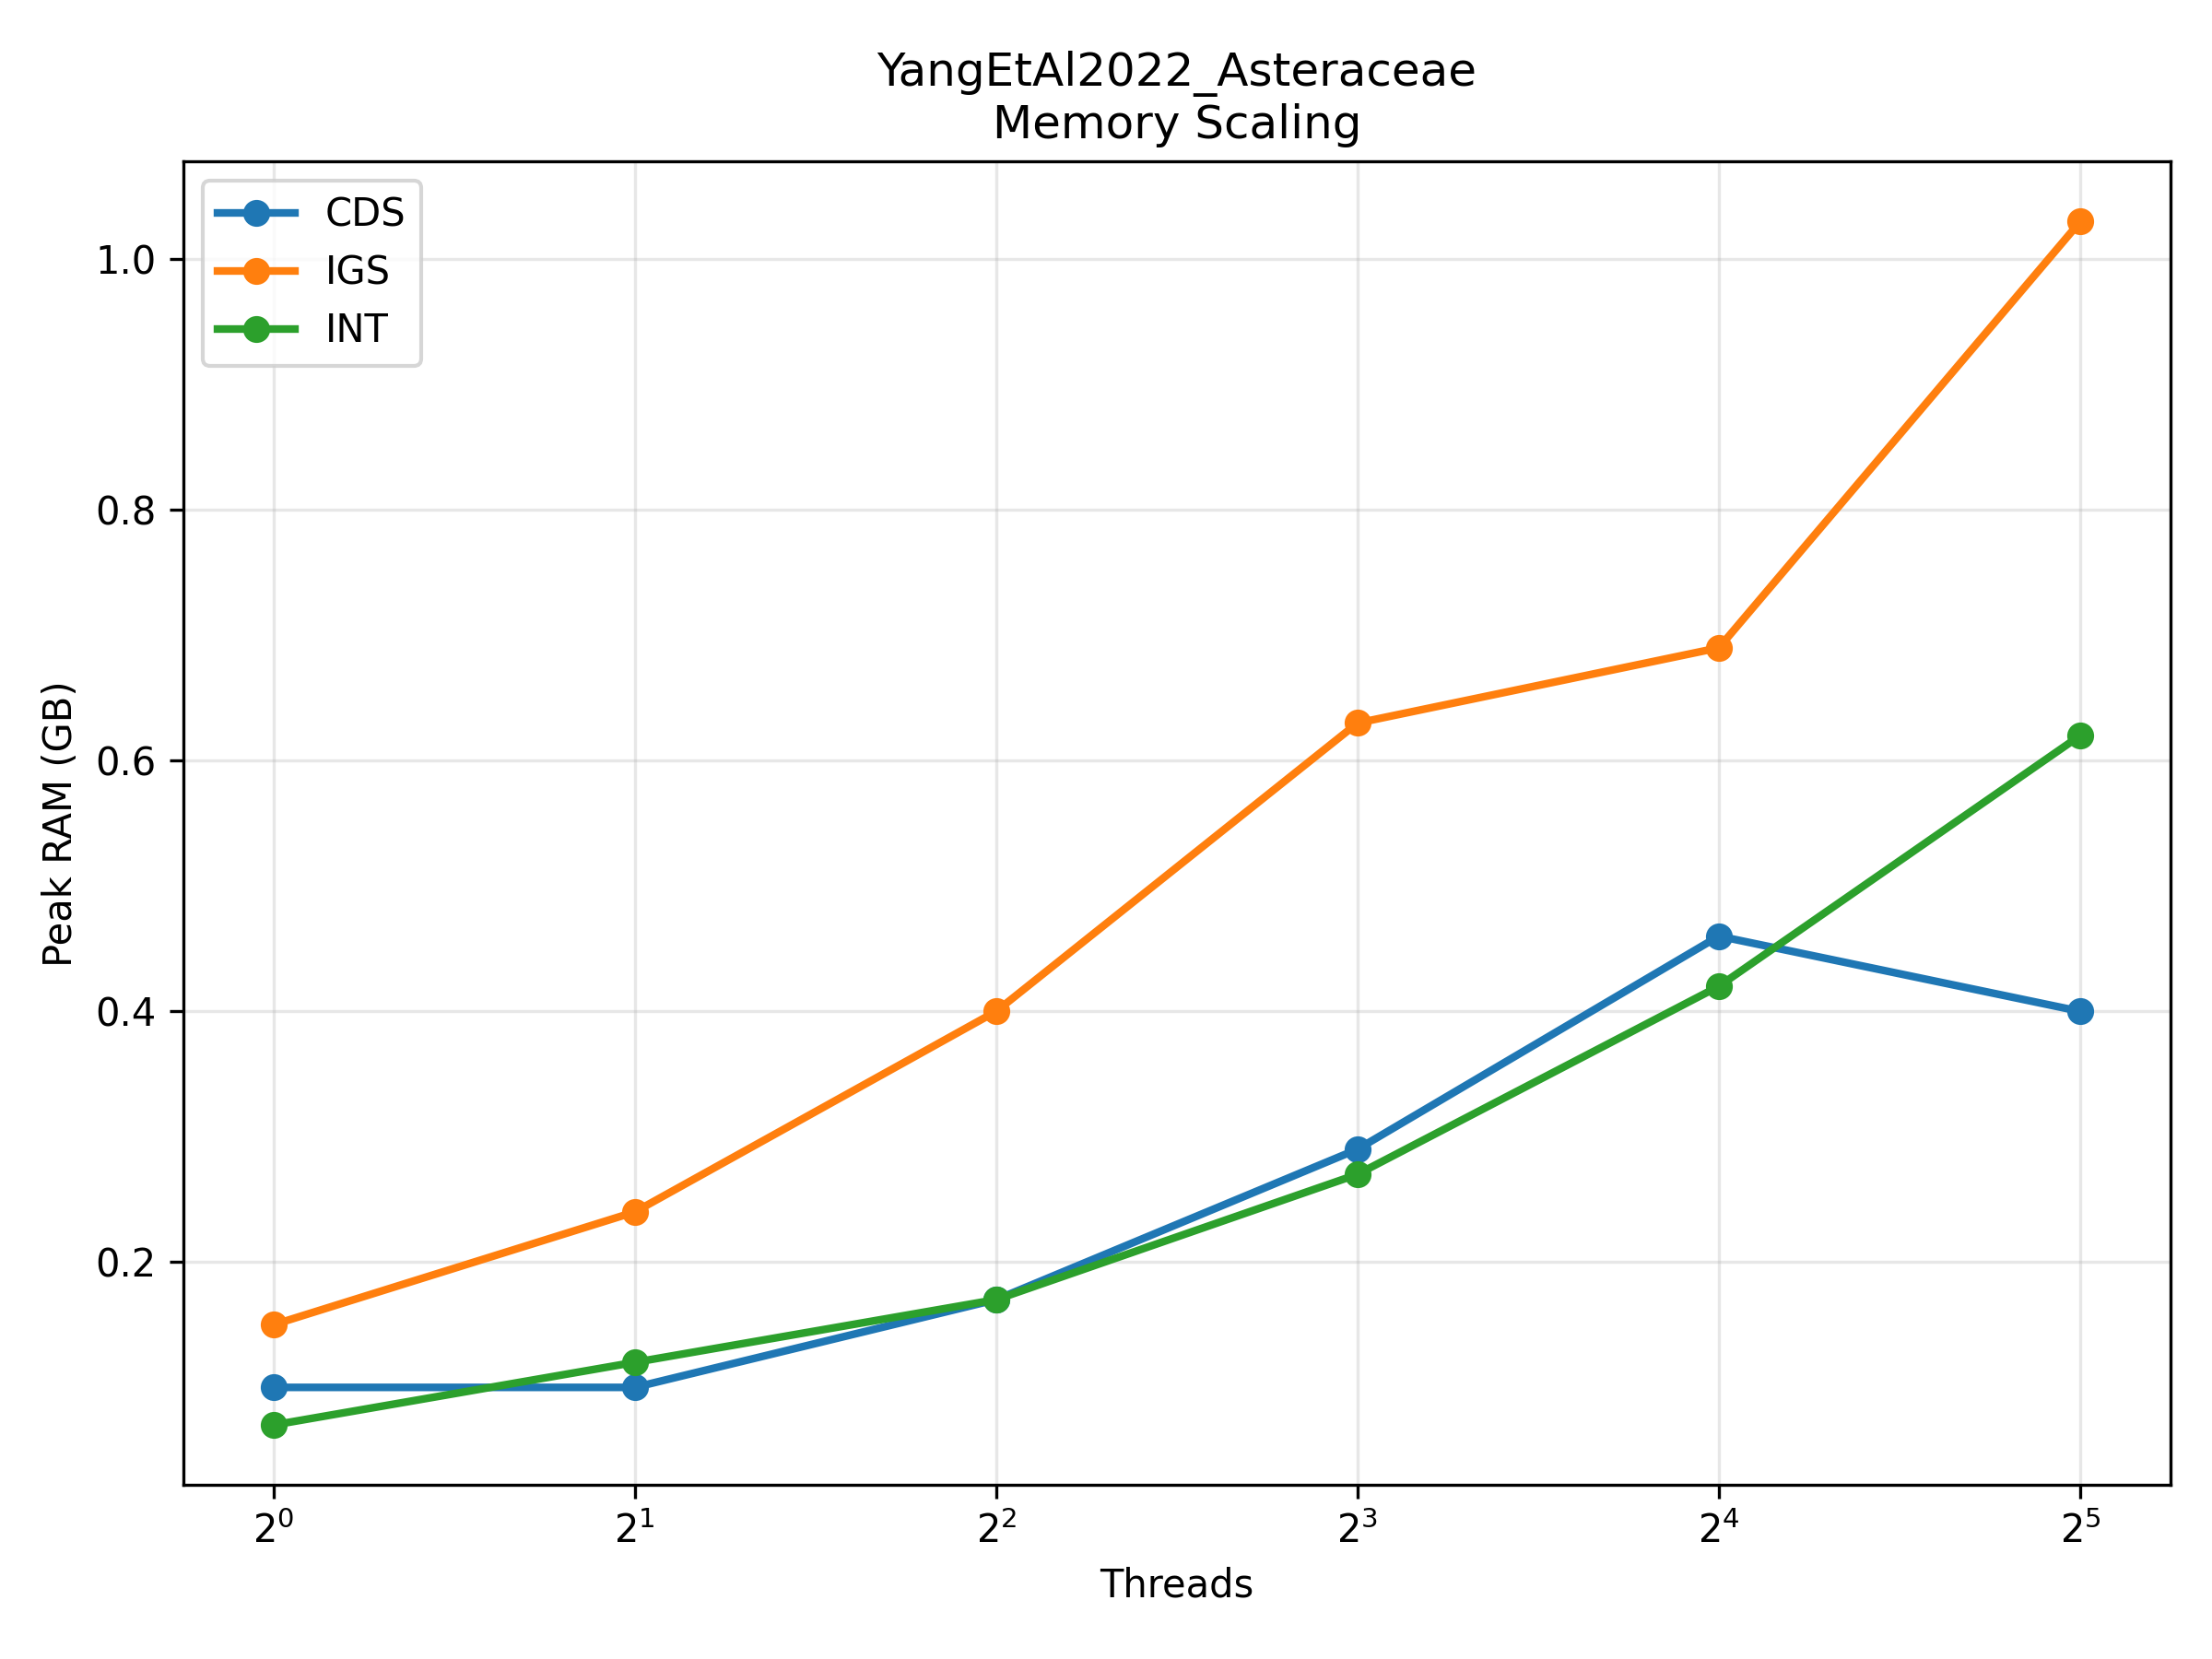 YangEtAl2022_Asteraceae
Memory Scaling
CDS
IGS
INT
1.0
0.8
0.6
0.4
0.2
Peak RAM (GB)
2⁰ 2¹ 2² 2³ 2⁴ 2⁵
Threads